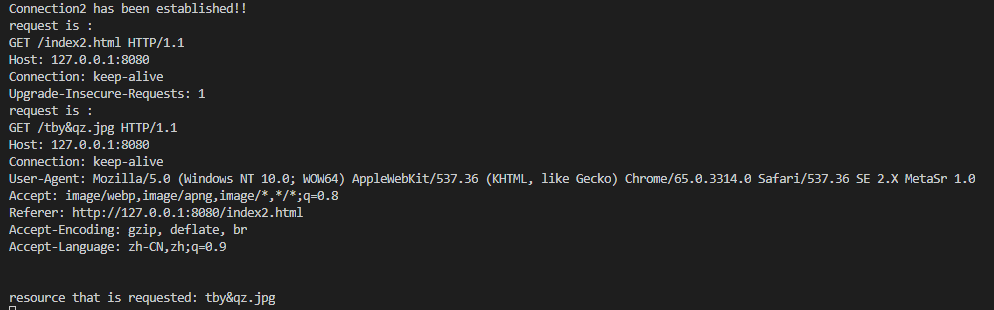 Connection2 has been established!!
request is :
GET /index2.html HTTP/1.1
Host: 127.0.0.1:8080
Connection: keep-alive
Upgrade-Insecure-Requests: 1
request is :
GET /tby&qz.jpg HTTP/1.1
Host: 127.0.0.1:8080
Connection: keep-alive
User-Agent: Mozilla/5.0 (Windows NT 10.0; WOW64) AppleWebKit/537.36 (KHTML, like Gecko) Chrome/65.0.3314.0 Safari/537.36 SE 2.X MetaSr 1.0
Accept: image/webp,image/apng,image/*,*/*;q=0.8
Referer: http://127.0.0.1:8080/index2.html
Accept-Encoding: gzip, deflate, br
Accept-Language: zh-CN,zh;q=0.9
resource that is requested: tby&qz.jpg